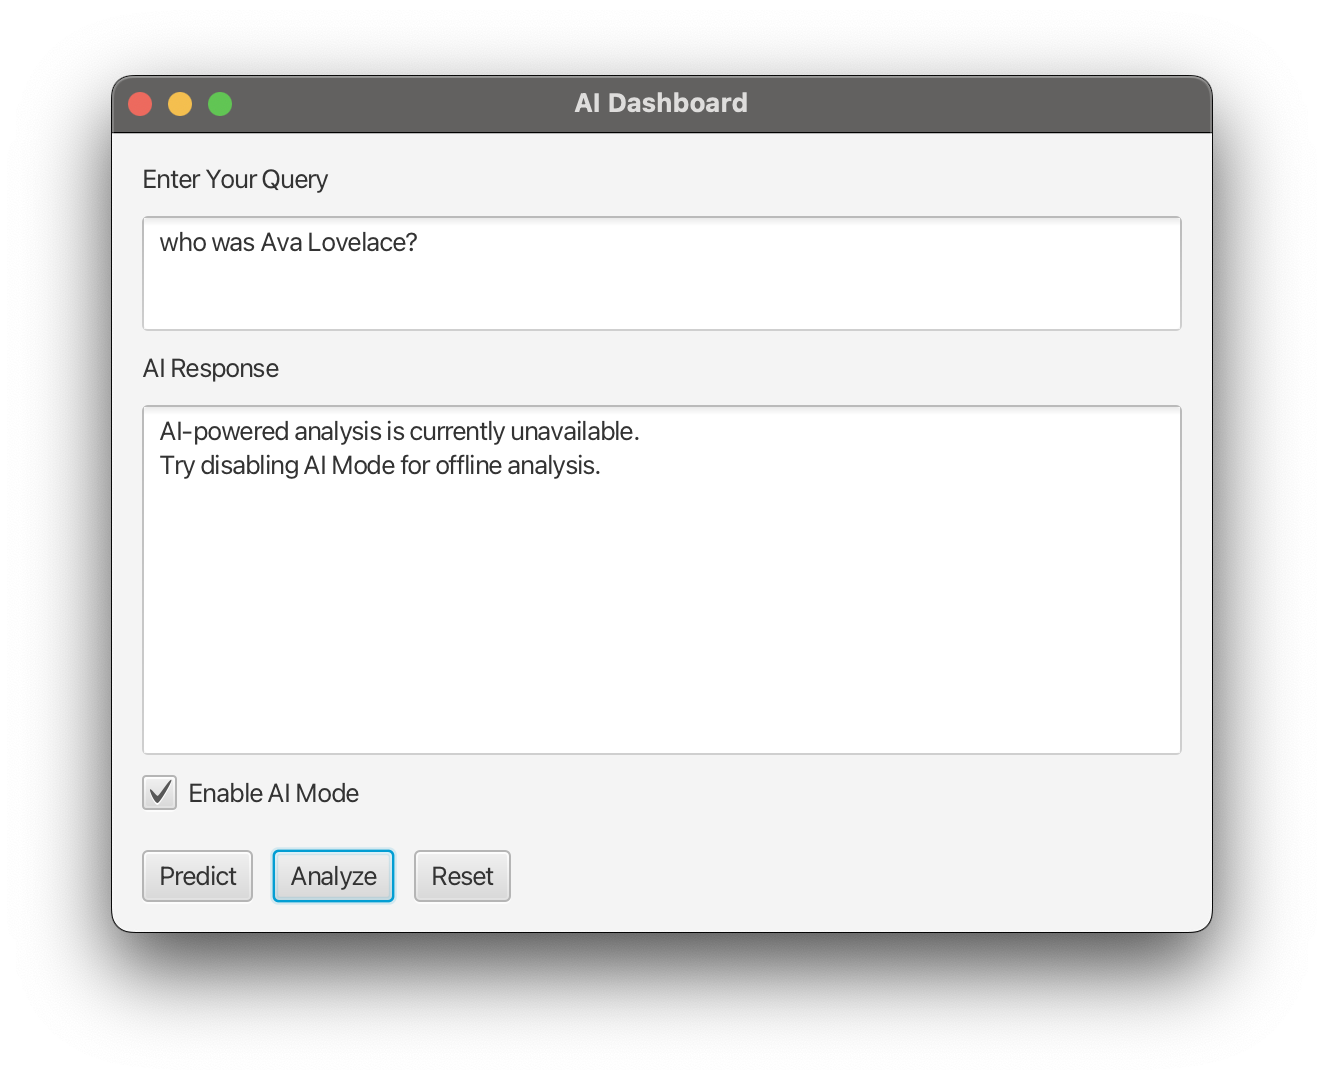 AI Dashboard
Enter Your Query
who was Ava Lovelace?
AI Response
AI-powered analysis is currently unavailable.
Try disabling AI Mode for offline analysis.
Enable AI Mode
Predict Analyze Reset